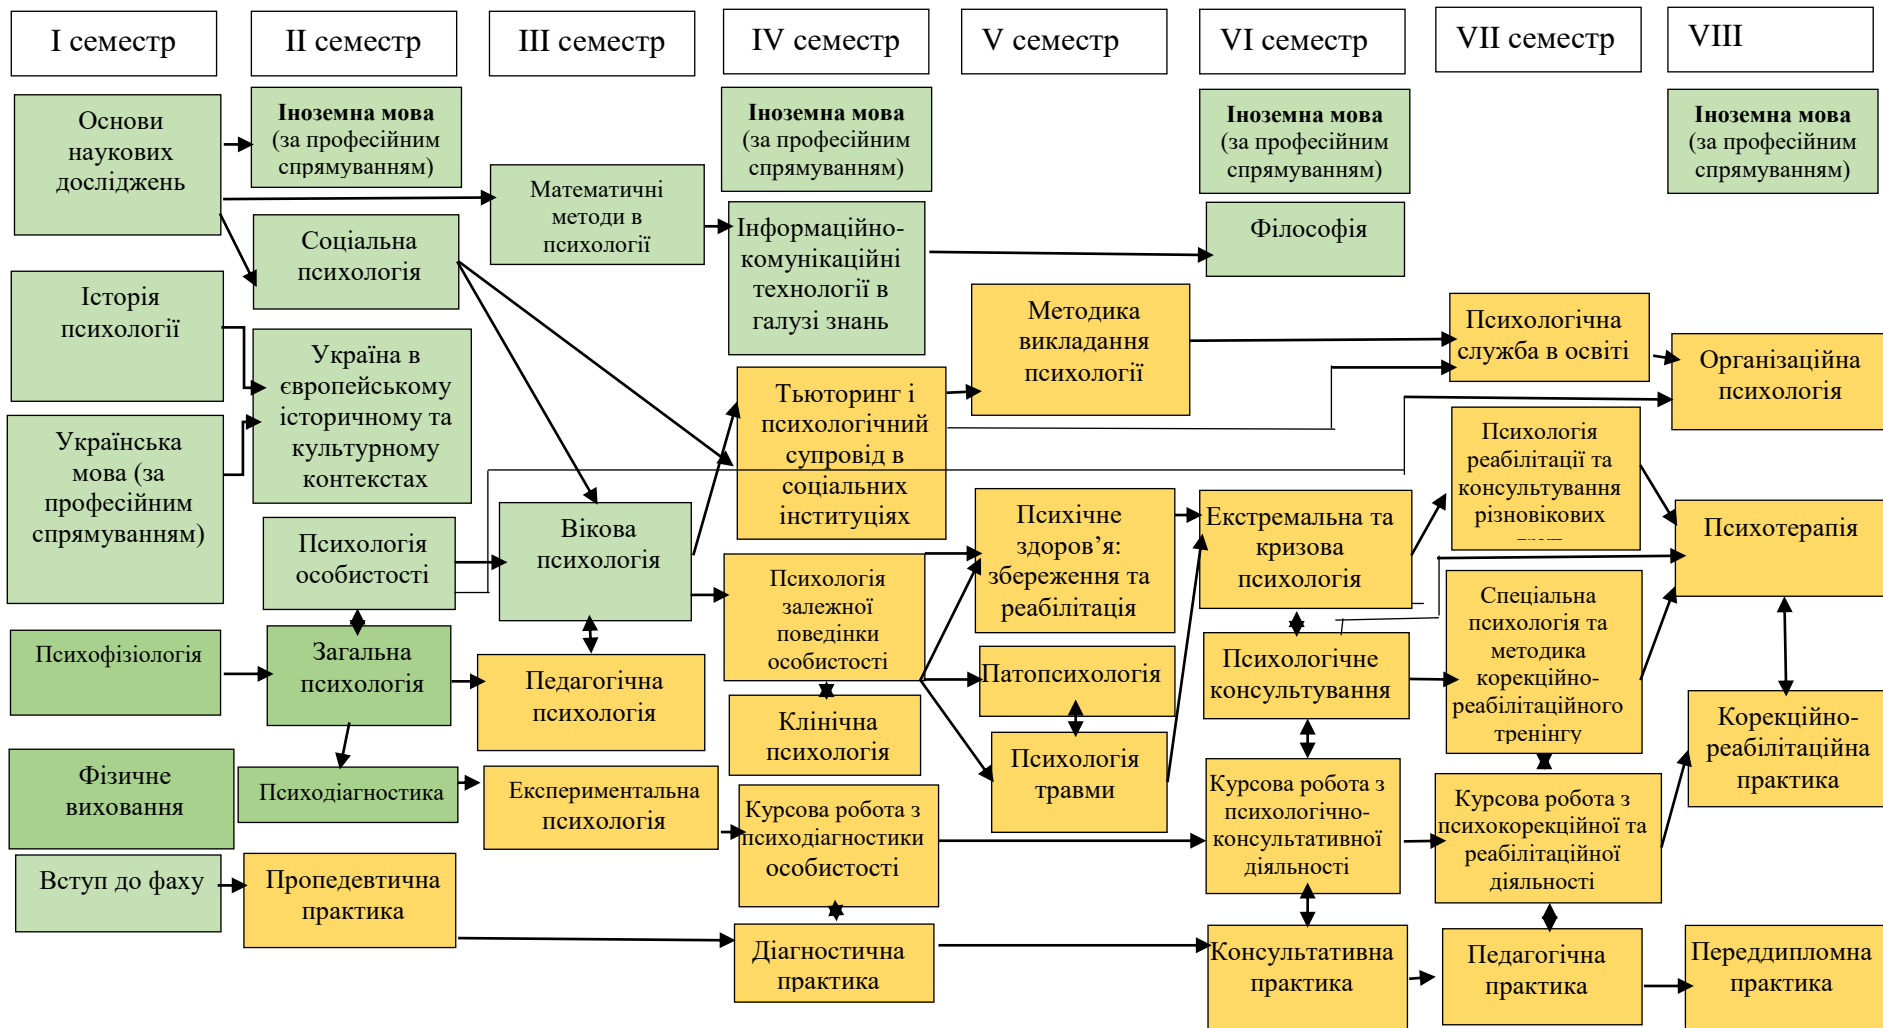 I семестр
II семестр
III семестр
IV семестр
V семестр
VI семестр
VII семестр
VIII
Основи
наукових
досліджень
Історія
психології
Українська
мова (за
професійним
спрямуванням)
Психофізіологія
Фізичне
виховання
Вступ до фаху
Іноземна мова
(за професійним
спрямуванням)
Соціальна
психологія
Україна в
європейському
історичному та
культурному
контекстах
Психологія
особистості
Загальна
психологія
Психодіагностика
Пропедевтична
практика
Математичні
методи в
психології
Вікова
психологія
Педагогічна
психологія
Експериментальна
психологія
Іноземна мова
(за професійним
спрямуванням)
Інформаційно-
комунікаційні
технології в
галузі знань
Тьюторинг і
психологічний
супровід в
соціальних
інституціях
Психологія
залежної
поведінки
особистості
Клінічна
психологія
Курсова робота з
психодіагностики
особистості
Діагностична
практика
Методика
викладання
психології
Психічне
здоров’я:
збереження та
реабілітація
Патопсихологія
Психологія
травми
Іноземна мова
(за професійним
спрямуванням)
Філософія
Екстремальна та
кризова
психологія
Психологічне
консультування
Курсова робота з
психологічно-
консультативної
діяльності
Консультативна
практика
Психологічна
служба в освіті
Психологія
реабілітації та
консультування
різновікових
Спеціальна
психологія та
методика
корекційно-
реабілітаційного
тренінгу
Курсова робота з
психокорекційної та
реабілітаційної
діяльності
Педагогічна
практика
Іноземна мова
(за професійним
спрямуванням)
Організаційна
психологія
Психотерапія
Корекційно-
реабілітаційна
практика
Переддипломна
практика